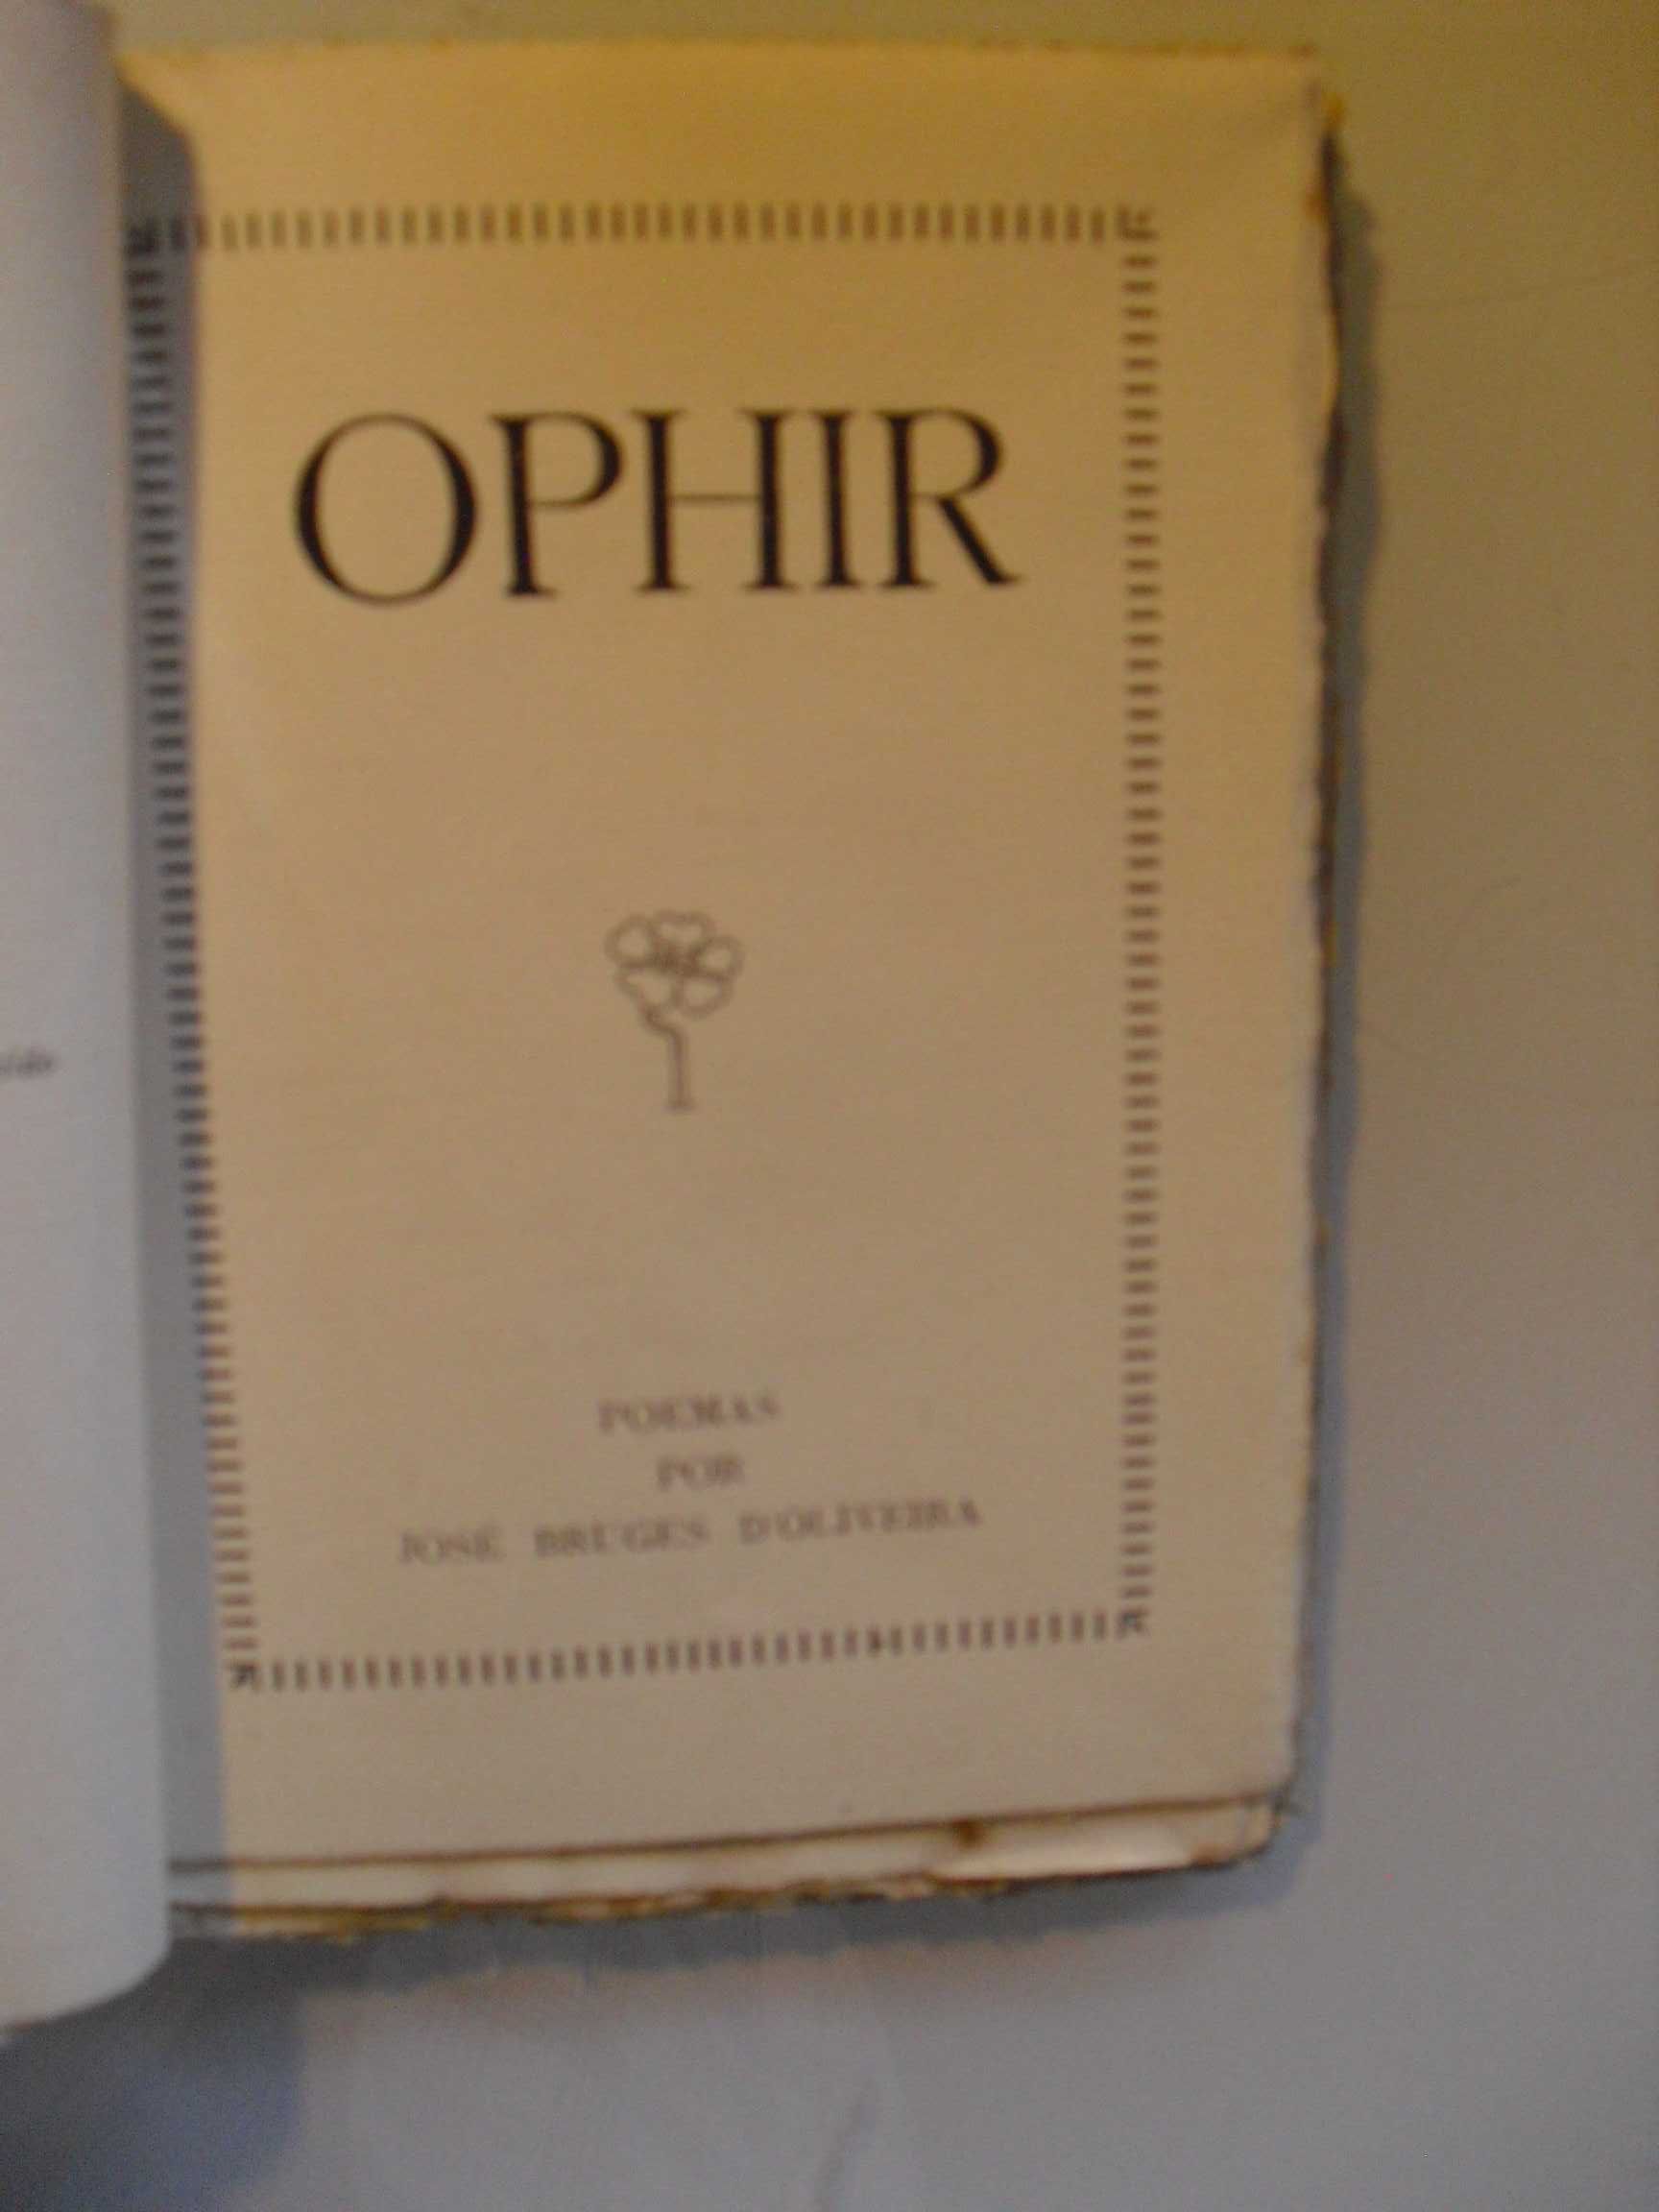 OPHIR
POEMAS
POR
JOSÉ BRUGES D'OLIVEIRA